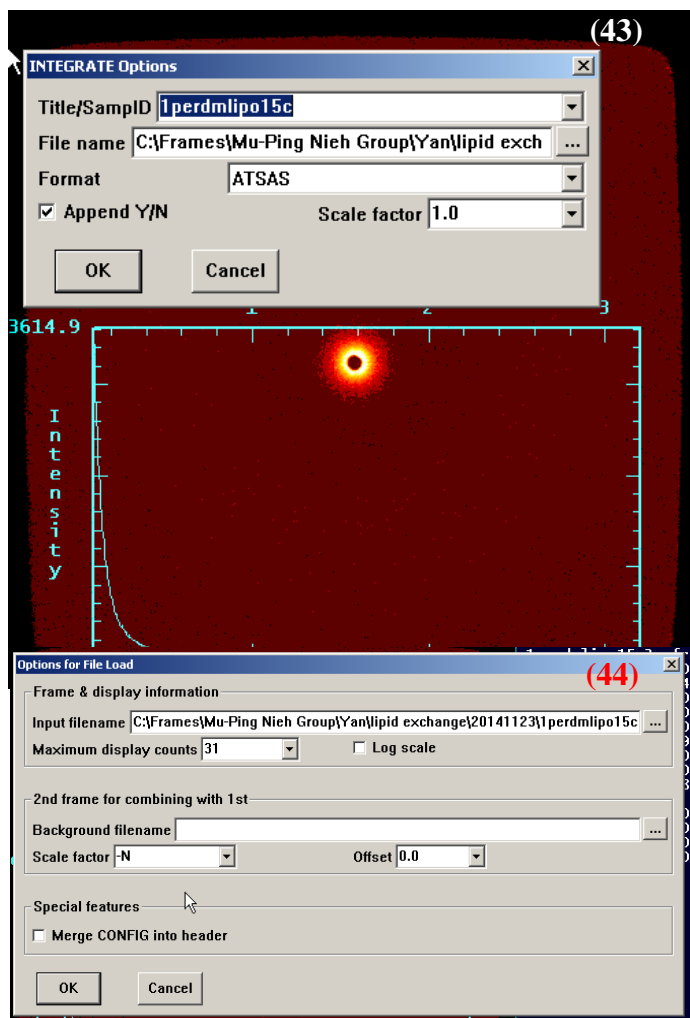 (43)
INTEGRATE Options
Title/SampID 1perdmlipo15c
File name C:\Frames\Mu-Ping Nieh Group\Yan\lipid exch ...
Format ATSAS
Append Y/N Scale factor 1.0
OK Cancel
1 2 3
3614.9
Intensity
(44)
Options for File Load
Frame & display information
Input filename C:\Frames\Mu-Ping Nieh Group\Yan\lipid exchange\20141123\1perdmlipo15c ...
Maximum display counts 31 Log scale
2nd frame for combining with 1st
Background filename ...
Scale factor -N Offset 0.0
Special features
Merge CONFIG into header
OK Cancel